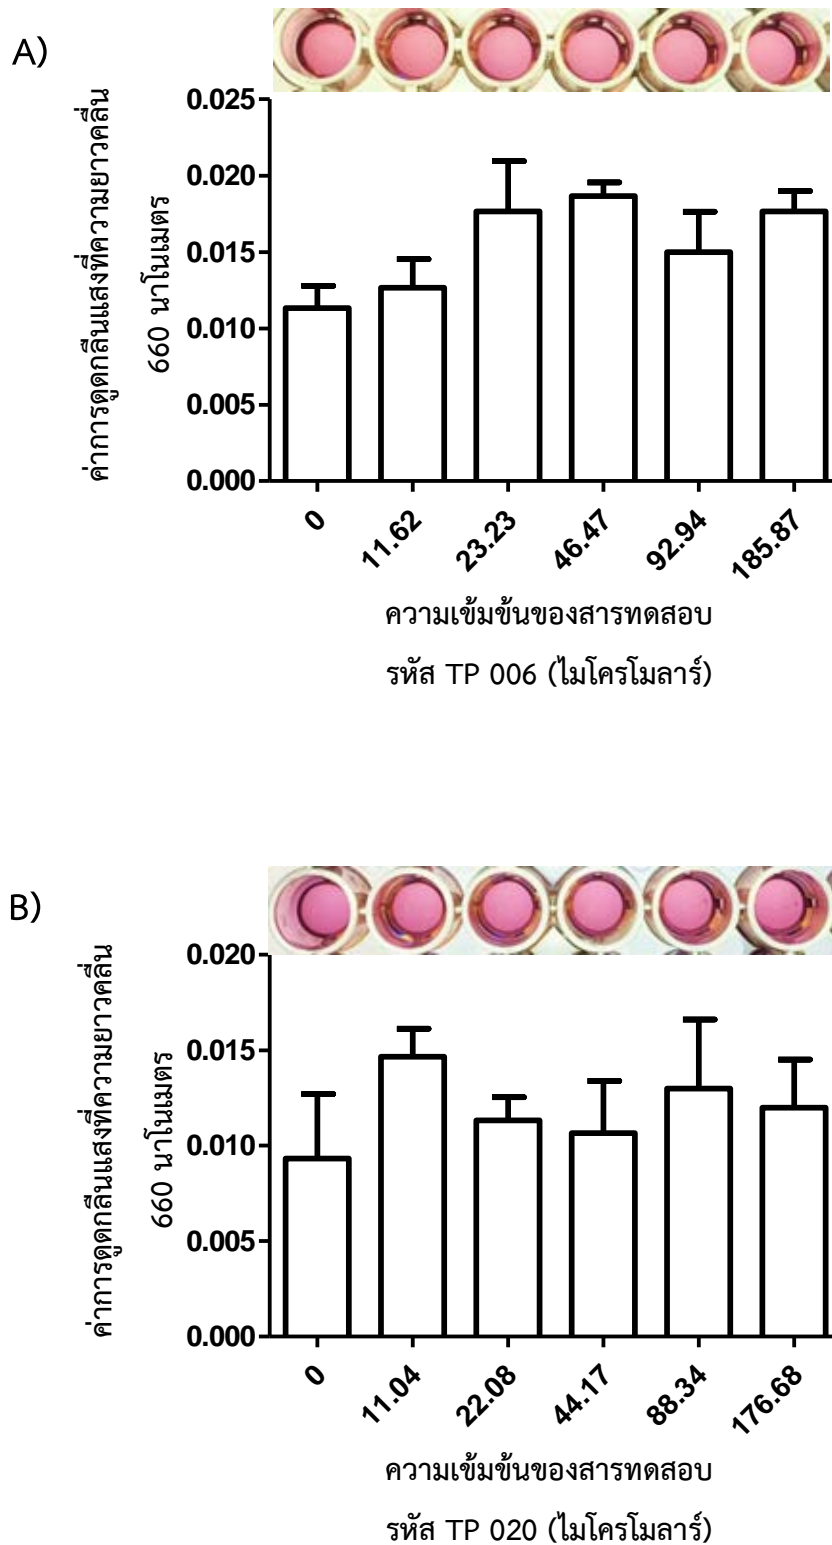 A)
ค่าการดูดกลืนแสงที่ความยาวคลื่น
660 นาโนเมตร
0.025
0.020
0.015
0.010
0.005
0.000
0 11.62 23.23 46.47 92.94 185.87
ความเข้มข้นของสารทดสอบ
รหัส TP 006 (ไมโครโมลาร์)
B)
ค่าการดูดกลืนแสงที่ความยาวคลื่น
660 นาโนเมตร
0.020
0.015
0.010
0.005
0.000
0 11.04 22.08 44.17 88.34 176.68
ความเข้มข้นของสารทดสอบ
รหัส TP 020 (ไมโครโมลาร์)